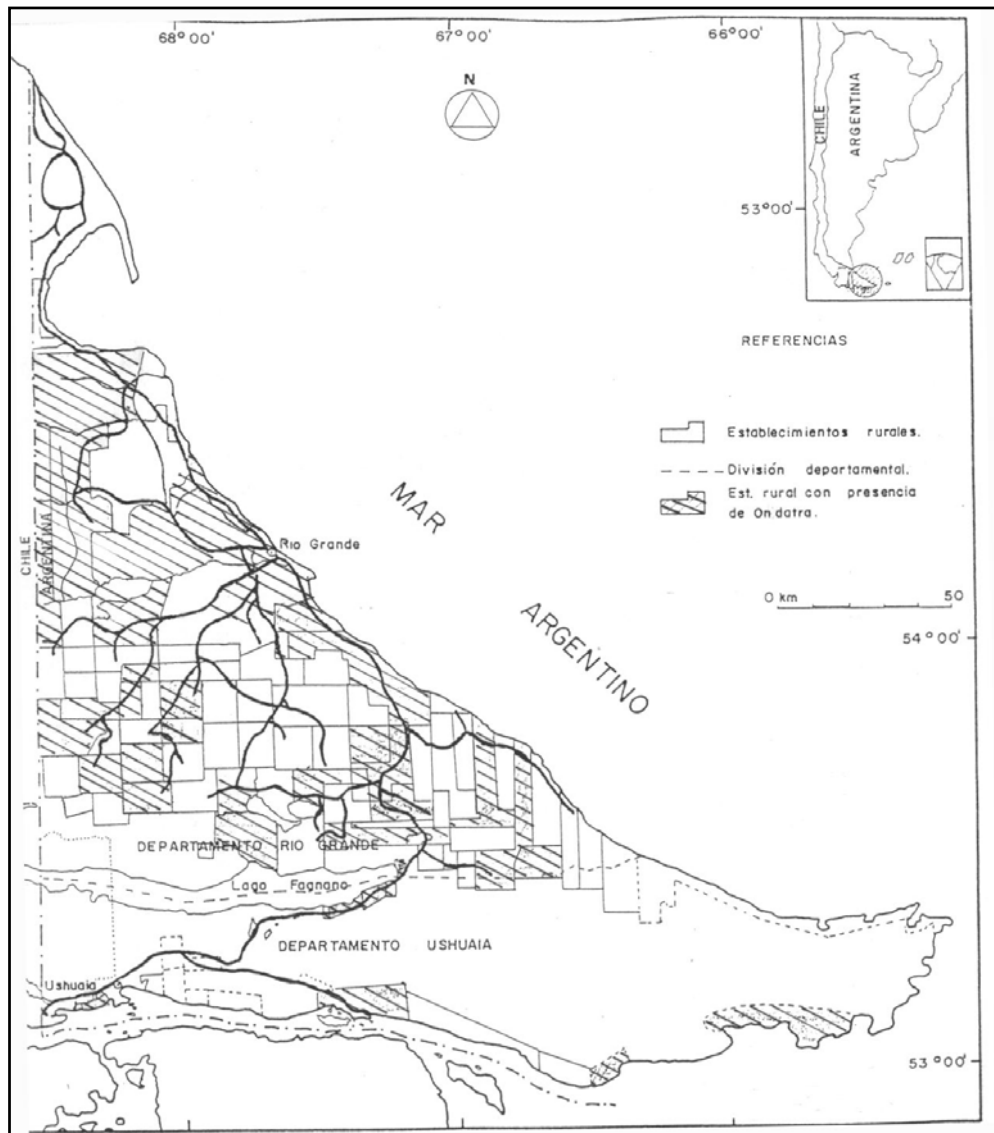 68°00'
67°00'
66°00'
N
CHILE
ARGENTINA
53°00'
REFERENCIAS
Establecimientos rurales.
División departamental.
Est. rural con presencia
de Ondatra.
MAR
ARGENTINO
CHILE
ARGENTINA
Rio Grande
0 km
50
54°00'
DEPARTAMENTO RIO GRANDE
Lago Fagnano
DEPARTAMENTO USHUAIA
Ushuaia
53°00'